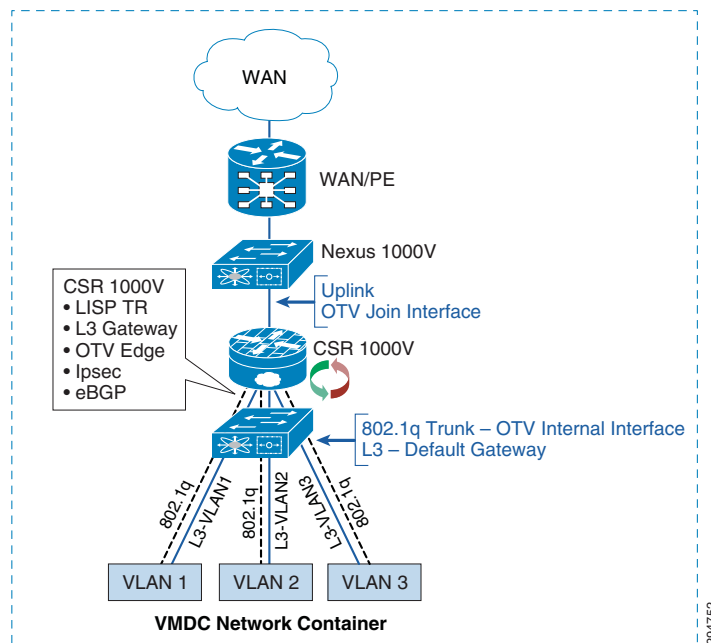 WAN
WAN/PE
Nexus 1000V
Uplink
OTV Join Interface
CSR 1000V
• LISP TR
• L3 Gateway
• OTV Edge
• Ipsec
• eBGP
CSR 1000V
802.1q Trunk – OTV Internal Interface
L3 – Default Gateway
802.1q
L3-VLAN1
802.1q
L3-VLAN2
L3-VLAN3
802.1q
VLAN 1
VLAN 2
VLAN 3
VMDC Network Container